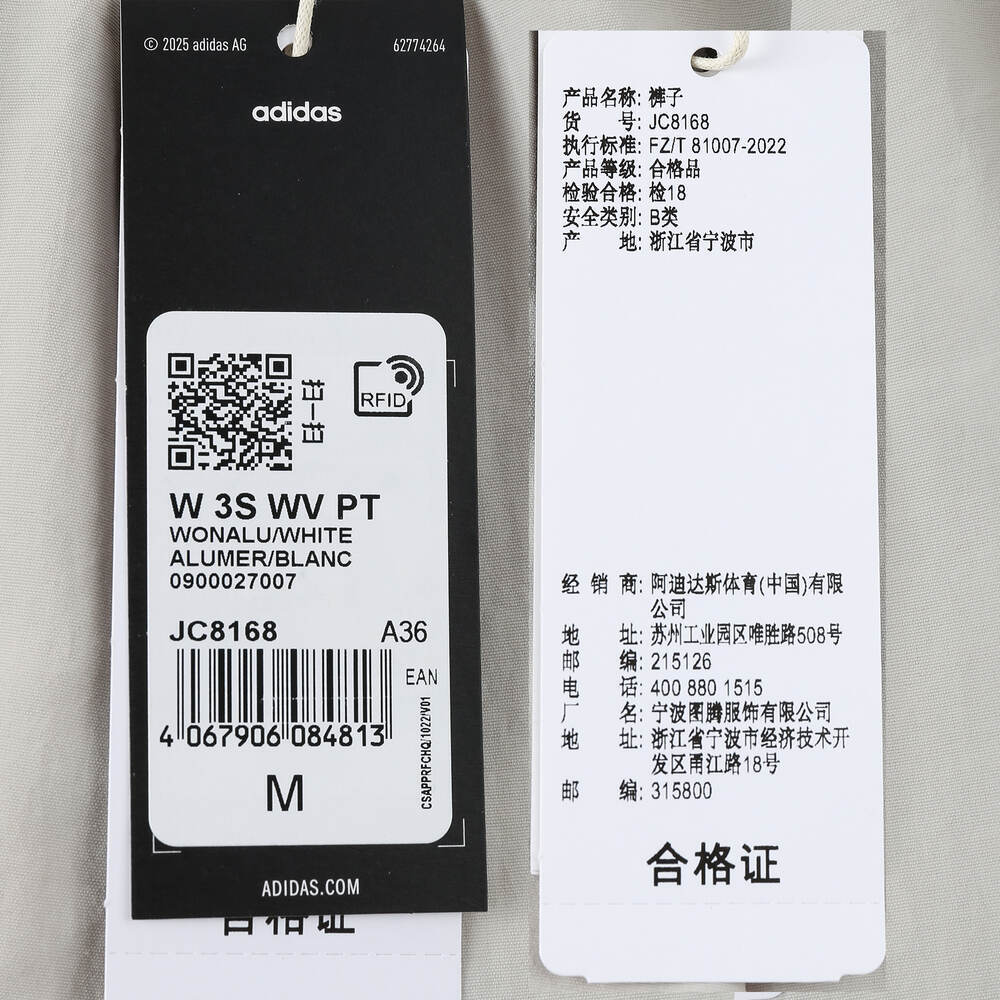 © 2025 adidas AG
62774264
adidas
扫一扫
RFID
W 3S WV PT
WONALU/WHITE
ALUMER/BLANC
0900027007
JC8168 A36
EAN
4 067906 084813
CSAPPRFCHQ/1022/V01
M
ADIDAS.COM
合格证
产品名称: 裤子
货 号: JC8168
执行标准: FZ/T 81007-2022
产品等级: 合格品
检验合格: 检18
安全类别: B类
产 地: 浙江省宁波市
经 销 商: 阿迪达斯体育(中国)有限
公司
地 址: 苏州工业园区唯胜路508号
邮 编: 215126
电 话: 400 880 1515
厂 名: 宁波图腾服饰有限公司
地 址: 浙江省宁波市经济技术开
发区甬江路18号
邮 编: 315800
合格证